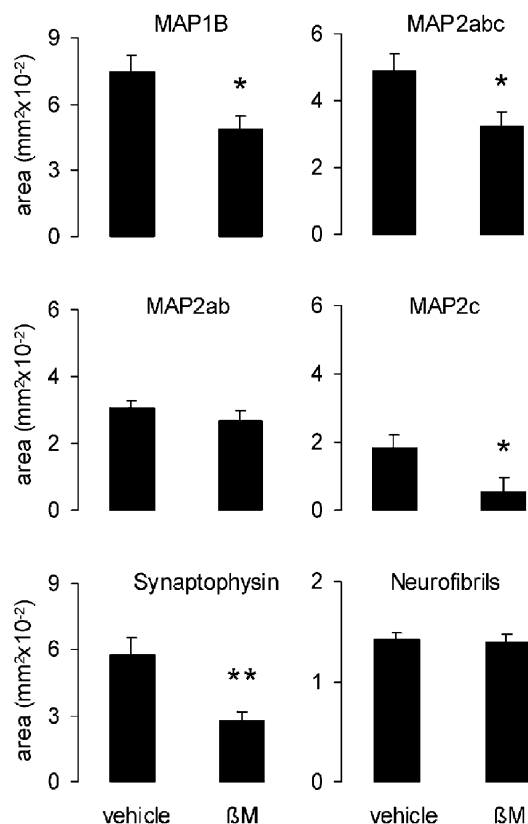 MAP1B
MAP2abc
area (mm²x10⁻²)
9
6
3
0
*
6
4
2
0
*
MAP2ab
MAP2c
area (mm²x10⁻²)
6
4
2
0
6
4
2
0
*
Synaptophysin
Neurofibrils
area (mm²x10⁻²)
9
6
3
0
**
2
1
0
vehicle ßM
vehicle ßM